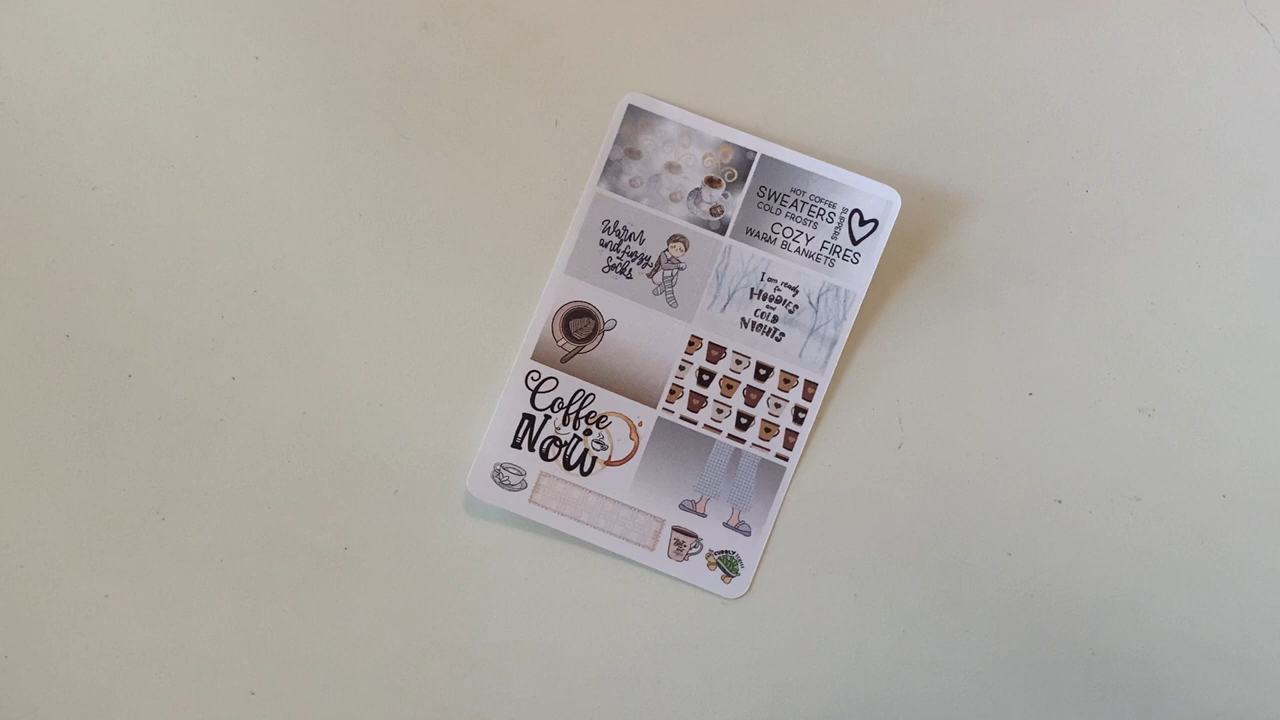 HOT COFFEE
SWEATERS
COLD FROSTS
SLIPPERS
COZY FIRES
WARM BLANKETS
Warm
and fuzzy
Socks
I am ready
for
HOODIES
and
COLD
NIGHTS
Coffee
Now
CUDDLY